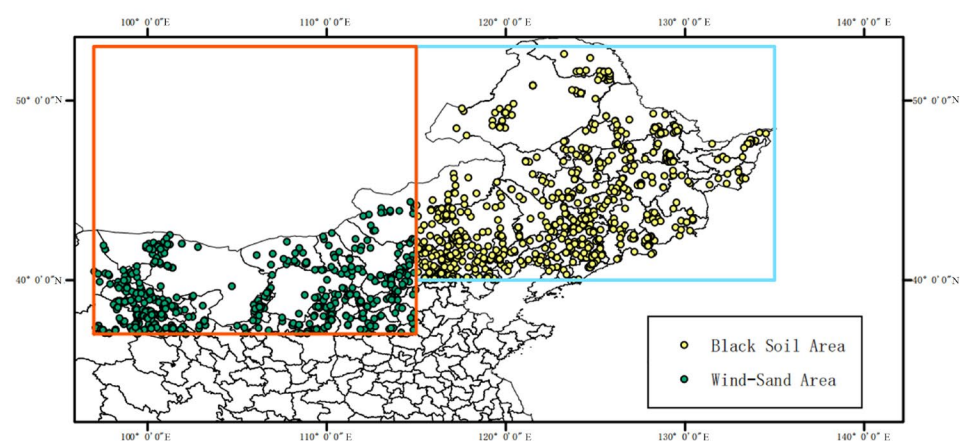 100° 0′0″E 110° 0′0″E 120° 0′0″E 130° 0′0″E 140° 0′0″E
50° 0′0″N 50° 0′0″N
40° 0′0″N 40° 0′0″N
Black Soil Area
Wind-Sand Area
100° 0′0″E 110° 0′0″E 120° 0′0″E 130° 0′0″E 140° 0′0″E